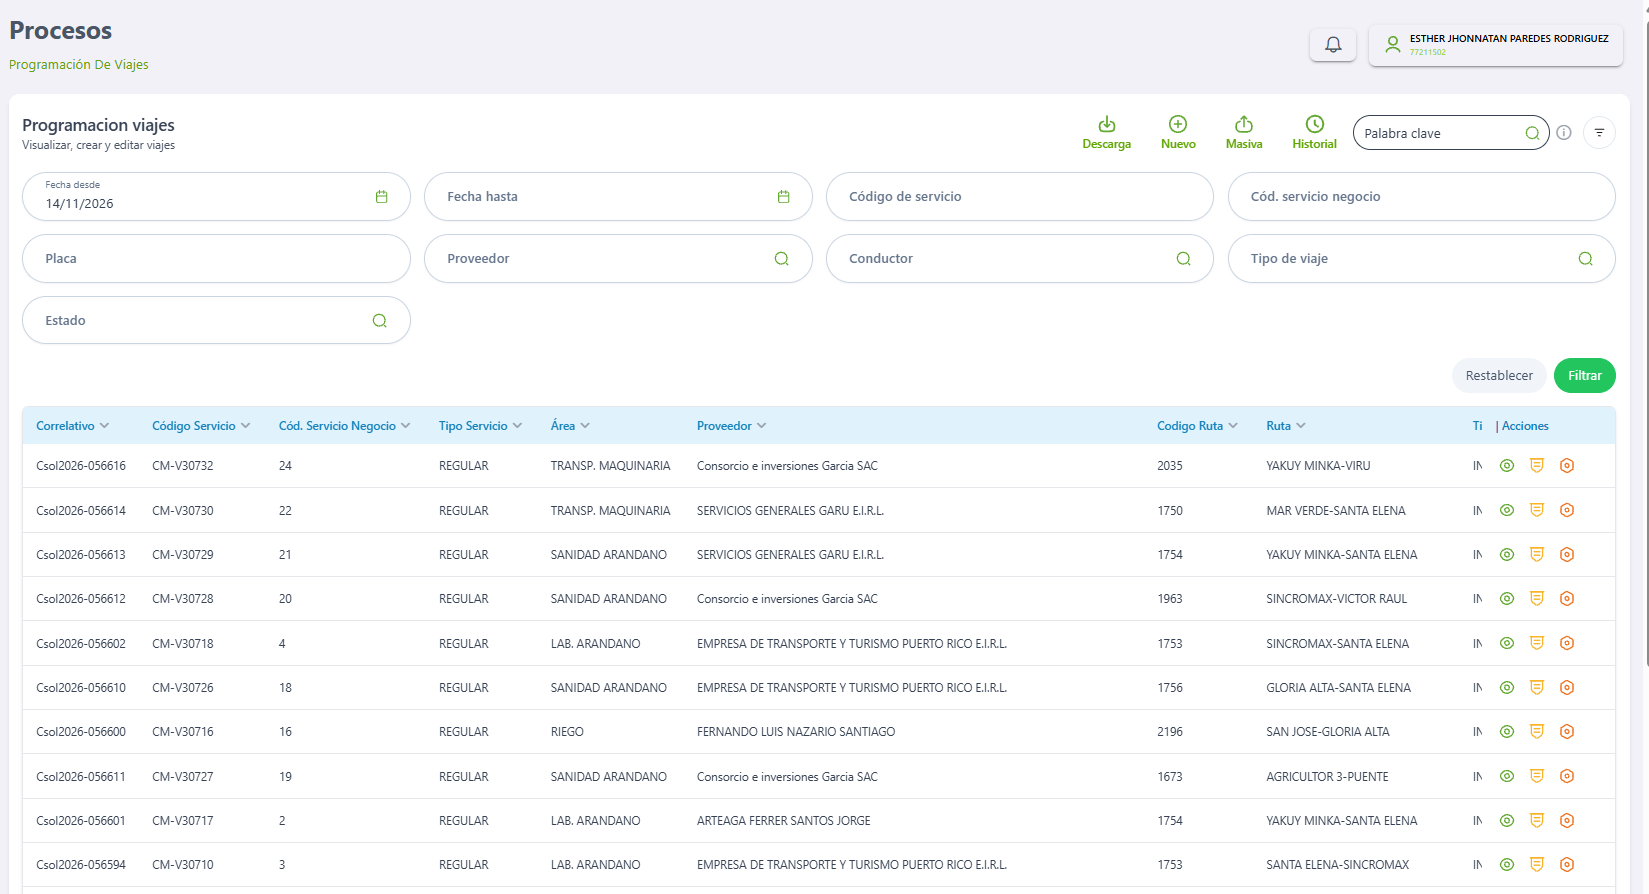 Procesos
Programación De Viajes
ESTHER JHONNATAN PAREDES RODRIGUEZ
77211502
Programacion viajes
Visualizar, crear y editar viajes
Descarga Nuevo Masiva Historial Palabra clave
Fecha desde
14/11/2026
Fecha hasta
Código de servicio
Cód. servicio negocio
Placa
Proveedor
Conductor
Tipo de viaje
Estado
Restablecer Filtrar
Correlativo Código Servicio Cód. Servicio Negocio Tipo Servicio Área Proveedor Codigo Ruta Ruta Ti | Acciones
Csol2026-056616 CM-V30732 24 REGULAR TRANSP. MAQUINARIA Consorcio e inversiones Garcia SAC 2035 YAKUY MINKA-VIRU IN
Csol2026-056614 CM-V30730 22 REGULAR TRANSP. MAQUINARIA SERVICIOS GENERALES GARU E.I.R.L. 1750 MAR VERDE-SANTA ELENA IN
Csol2026-056613 CM-V30729 21 REGULAR SANIDAD ARANDANO SERVICIOS GENERALES GARU E.I.R.L. 1754 YAKUY MINKA-SANTA ELENA IN
Csol2026-056612 CM-V30728 20 REGULAR SANIDAD ARANDANO Consorcio e inversiones Garcia SAC 1963 SINCROMAX-VICTOR RAUL IN
Csol2026-056602 CM-V30718 4 REGULAR LAB. ARANDANO EMPRESA DE TRANSPORTE Y TURISMO PUERTO RICO E.I.R.L. 1753 SINCROMAX-SANTA ELENA IN
Csol2026-056610 CM-V30726 18 REGULAR SANIDAD ARANDANO EMPRESA DE TRANSPORTE Y TURISMO PUERTO RICO E.I.R.L. 1756 GLORIA ALTA-SANTA ELENA IN
Csol2026-056600 CM-V30716 16 REGULAR RIEGO FERNANDO LUIS NAZARIO SANTIAGO 2196 SAN JOSE-GLORIA ALTA IN
Csol2026-056611 CM-V30727 19 REGULAR SANIDAD ARANDANO Consorcio e inversiones Garcia SAC 1673 AGRICULTOR 3-PUENTE IN
Csol2026-056601 CM-V30717 2 REGULAR LAB. ARANDANO ARTEAGA FERRER SANTOS JORGE 1754 YAKUY MINKA-SANTA ELENA IN
Csol2026-056594 CM-V30710 3 REGULAR LAB. ARANDANO EMPRESA DE TRANSPORTE Y TURISMO PUERTO RICO E.I.R.L. 1753 SANTA ELENA-SINCROMAX IN